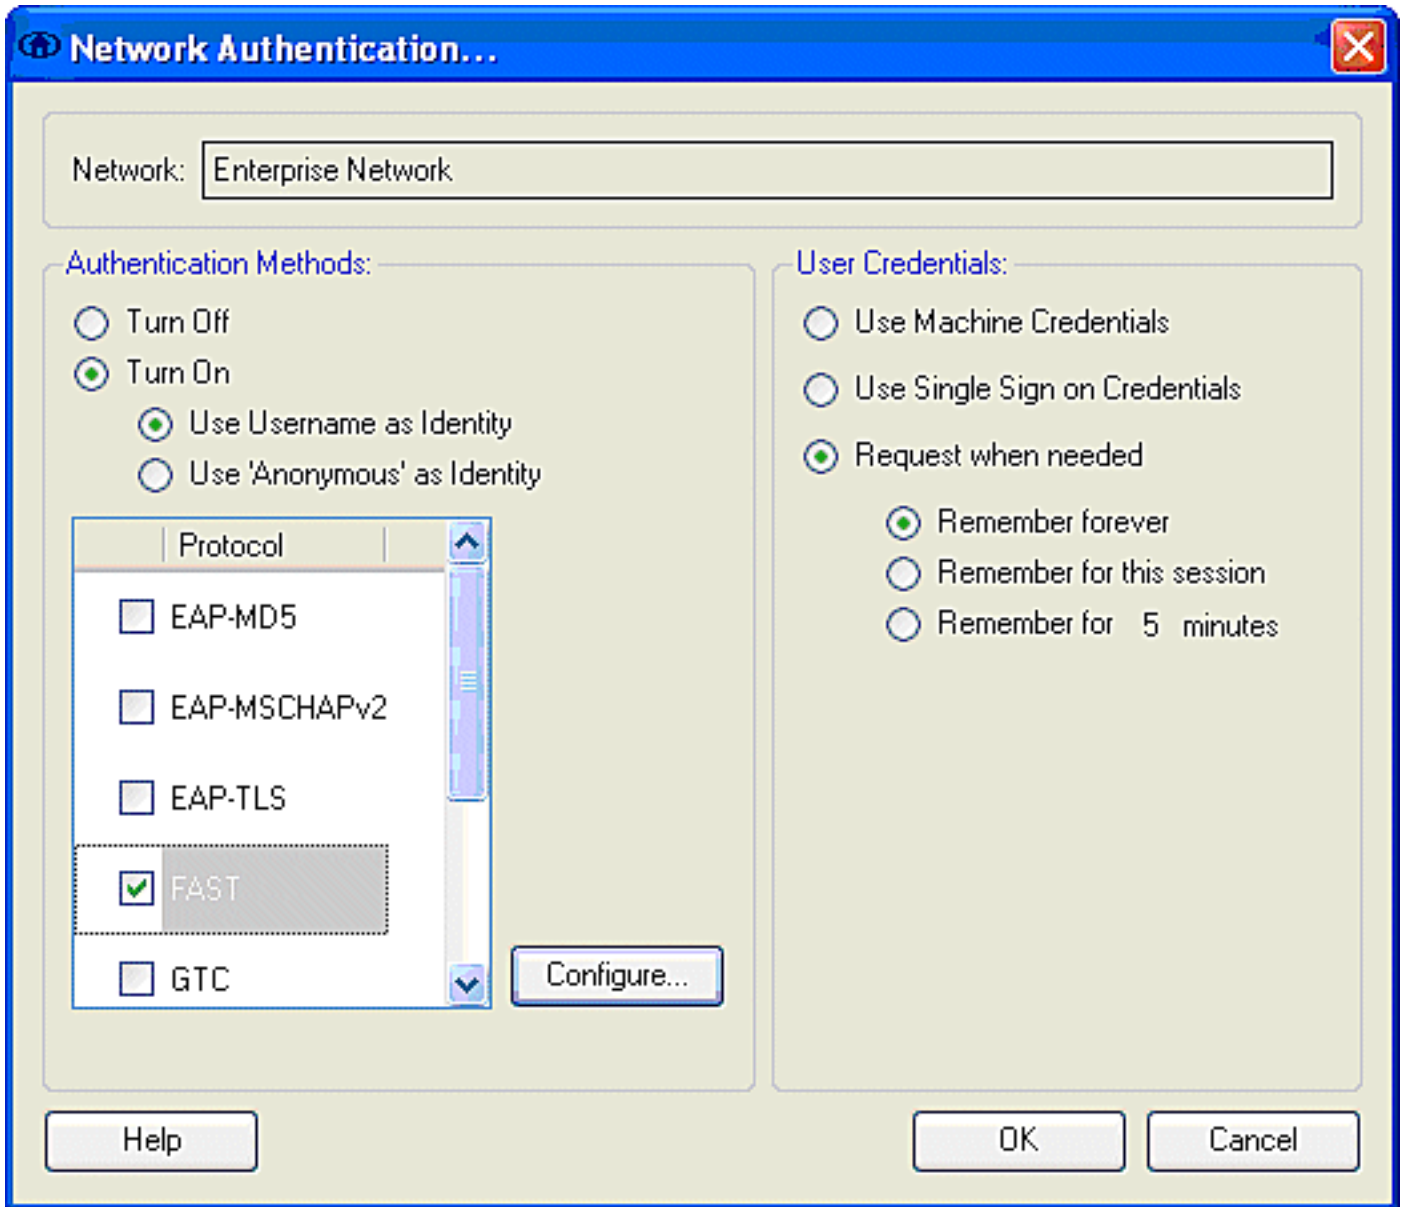 Network Authentication...
Network: Enterprise Network
Authentication Methods:
Turn Off
Turn On
Use Username as Identity
Use 'Anonymous' as Identity
Protocol
EAP-MD5
EAP-MSCHAPv2
EAP-TLS
FAST
GTC
Configure...
User Credentials:
Use Machine Credentials
Use Single Sign on Credentials
Request when needed
Remember forever
Remember for this session
Remember for 5 minutes
Help
OK
Cancel